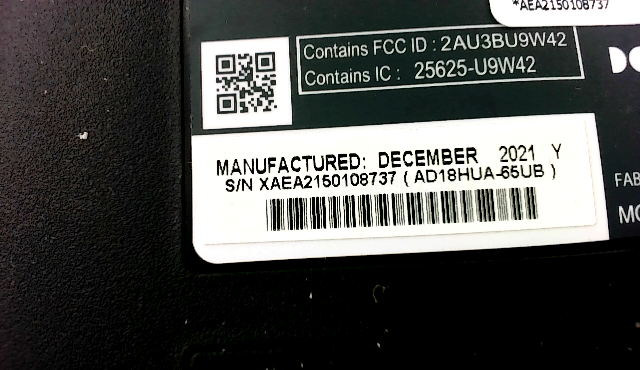 *AEA2150108737
Contains FCC ID : 2AU3BU9W42
Contains IC : 25625-U9W42
MANUFACTURED: DECEMBER 2021 Y
S/N XAEA2150108737 ( AD18HUA-65UB )